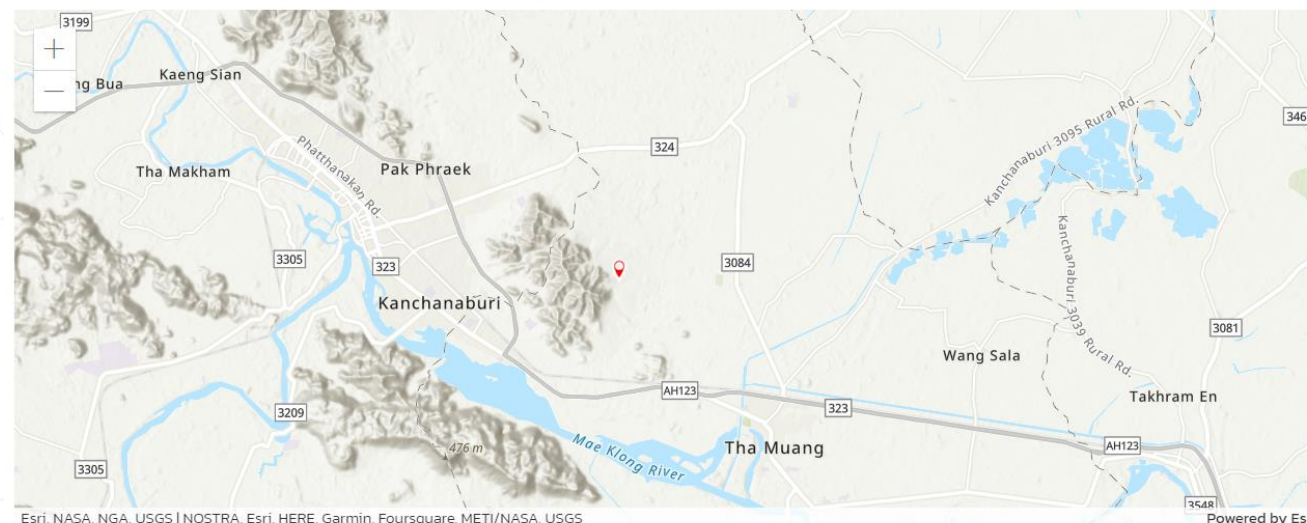 3199
+
−
ng Bua
Kaeng Sian
346
Kanchanaburi 3095 Rural Rd.
324
Phatthanakan Rd.
Pak Phraek
Tha Makham
3305
323
3084
Kanchanaburi
Kanchanaburi 3039 Rural Rd.
3081
Wang Sala
AH123
Takhram En
323
3209
476 m
Tha Muang
AH123
Mae Klong River
3305
3548
Esri, NASA, NGA, USGS | NOSTRA, Esri, HERE, Garmin, Foursquare, METI/NASA, USGS
Powered by Es